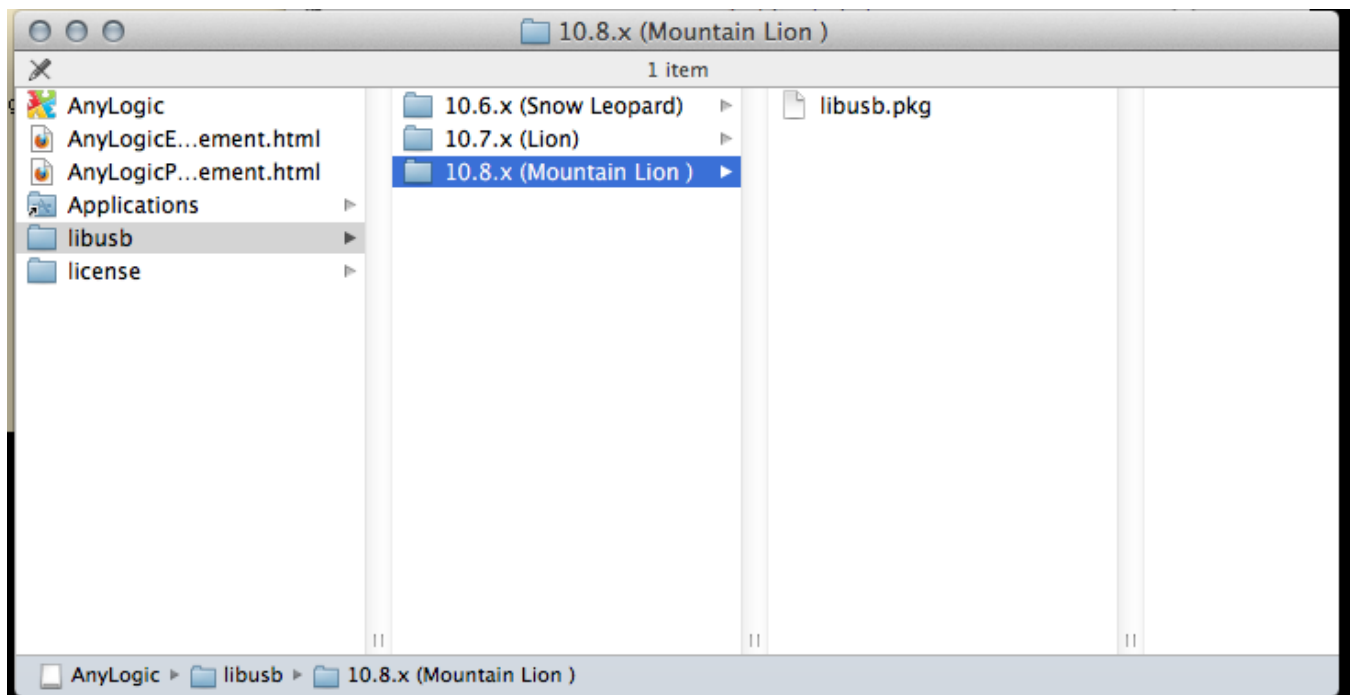 10.8.x (Mountain Lion )
1 item
AnyLogic
AnyLogicE...ement.html
AnyLogicP...ement.html
Applications
libusb
license
10.6.x (Snow Leopard)
10.7.x (Lion)
10.8.x (Mountain Lion )
libusb.pkg
AnyLogic ▸ libusb ▸ 10.8.x (Mountain Lion )